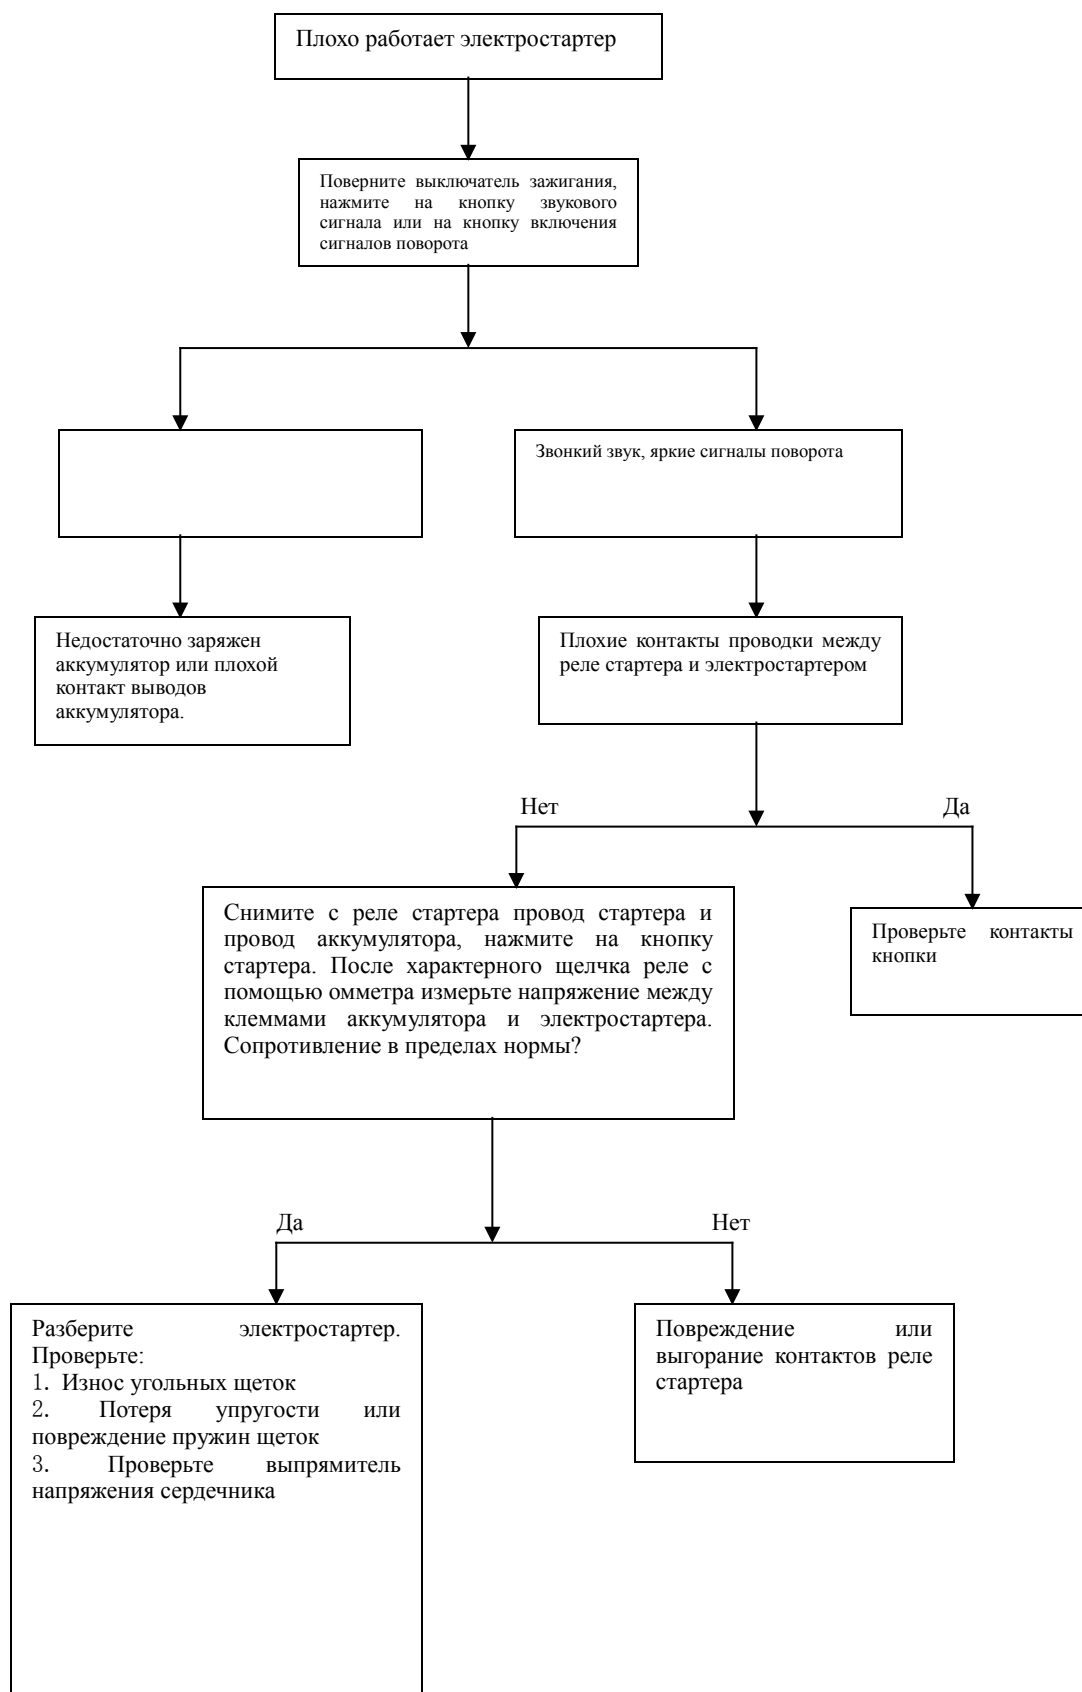 Плохо работает электростартер
Поверните выключатель зажигания,
нажмите на кнопку звукового
сигнала или на кнопку включения
сигналов поворота
Звонкий звук, яркие сигналы поворота
Недостаточно заряжен
аккумулятор или плохой
контакт выводов
аккумулятора.
Плохие контакты проводки между
реле стартера и электростартером
Нет
Да
Снимите с реле стартера провод стартера и
провод аккумулятора, нажмите на кнопку
стартера. После характерного щелчка реле с
помощью омметра измерьте напряжение между
клеммами аккумулятора и электростартера.
Сопротивление в пределах нормы?
Проверьте контакты
кнопки
Да
Нет
Разберите электростартер.
Проверьте:
1. Износ угольных щеток
2. Потеря упругости или
повреждение пружин щеток
3. Проверьте выпрямитель
напряжения сердечника
Повреждение или
выгорание контактов реле
стартера